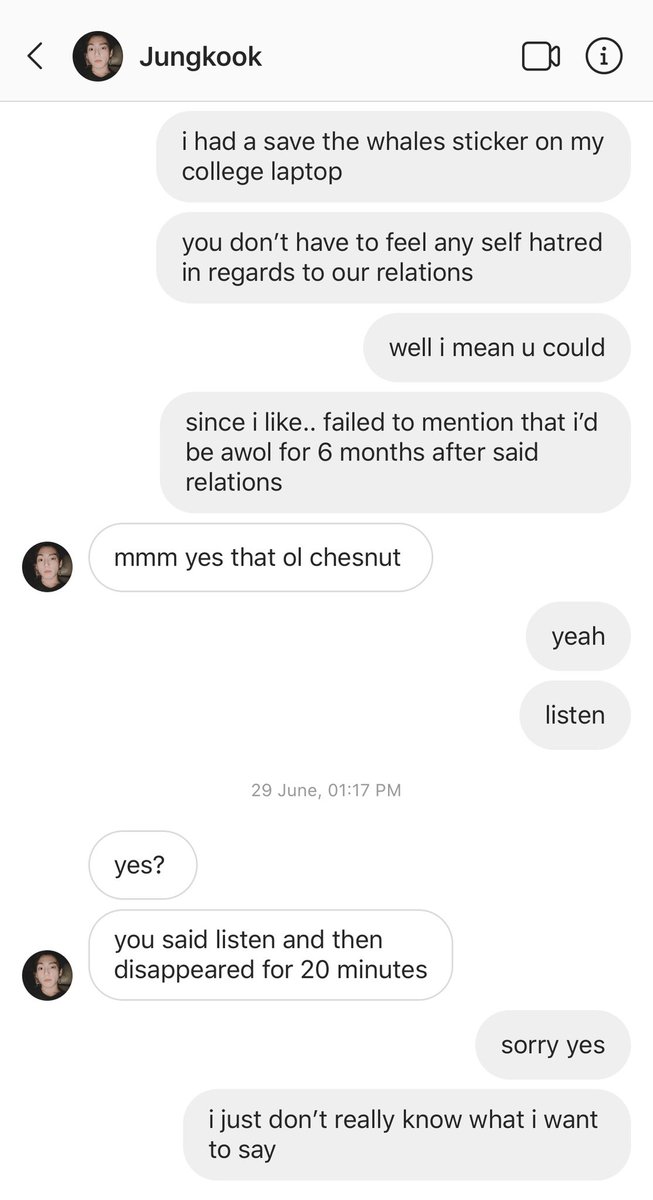 Jungkook
i had a save the whales sticker on my
college laptop
you don’t have to feel any self hatred
in regards to our relations
well i mean u could
since i like.. failed to mention that i’d
be awol for 6 months after said
relations
mmm yes that ol chesnut
yeah
listen
29 June, 01:17 PM
yes?
you said listen and then
disappeared for 20 minutes
sorry yes
i just don’t really know what i want
to say